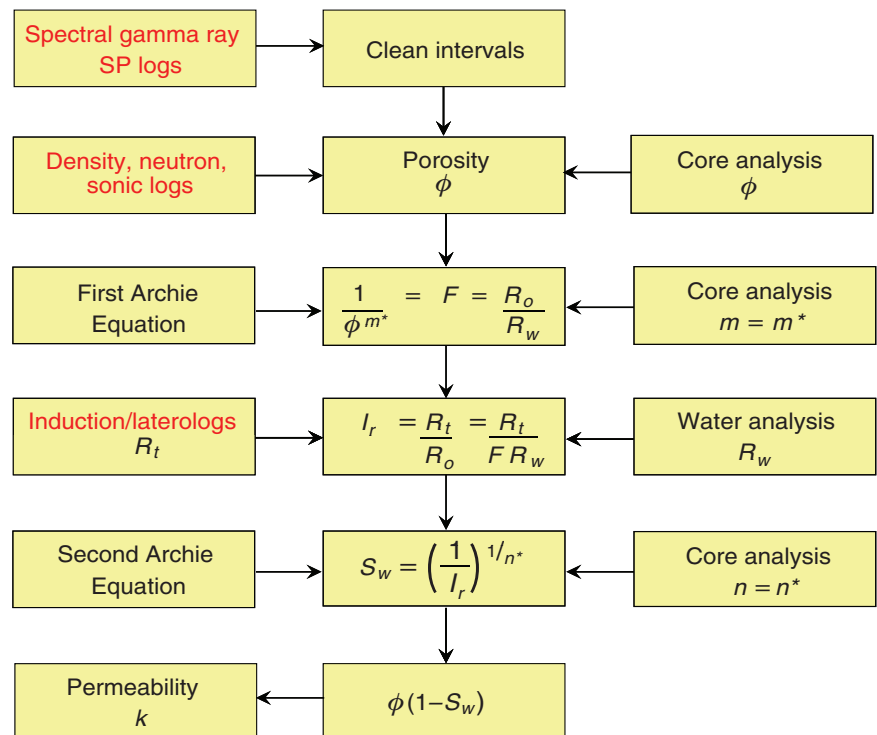 Spectral gamma ray
SP logs
Clean intervals
Density, neutron,
sonic logs
Porosity
ϕ
Core analysis
ϕ
First Archie
Equation
1/ϕ^m* = F = R_o/R_w
Core analysis
m = m*
Induction/laterologs
R_t
I_r = R_t/R_o = R_t/F R_w
Water analysis
R_w
Second Archie
Equation
S_w = (1/I_r)^1/n*
Core analysis
n = n*
Permeability
k
ϕ(1–S_w)